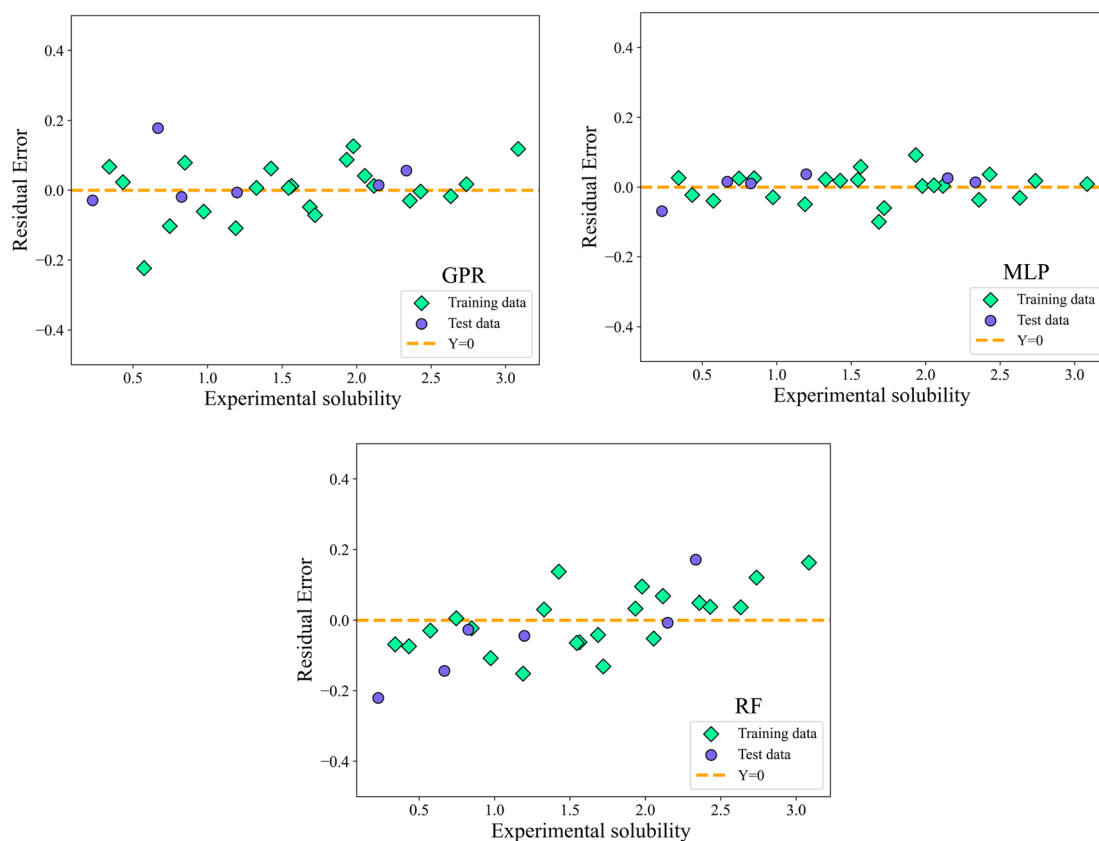 0.4
0.2
0.0
−0.2
−0.4
Residual Error
0.5 1.0 1.5 2.0 2.5 3.0
Experimental solubility
GPR
Training data
Test data
Y=0
0.4
0.2
0.0
−0.2
−0.4
Residual Error
0.5 1.0 1.5 2.0 2.5 3.0
Experimental solubility
MLP
Training data
Test data
Y=0
0.4
0.2
0.0
−0.2
−0.4
Residual Error
0.5 1.0 1.5 2.0 2.5 3.0
Experimental solubility
RF
Training data
Test data
Y=0